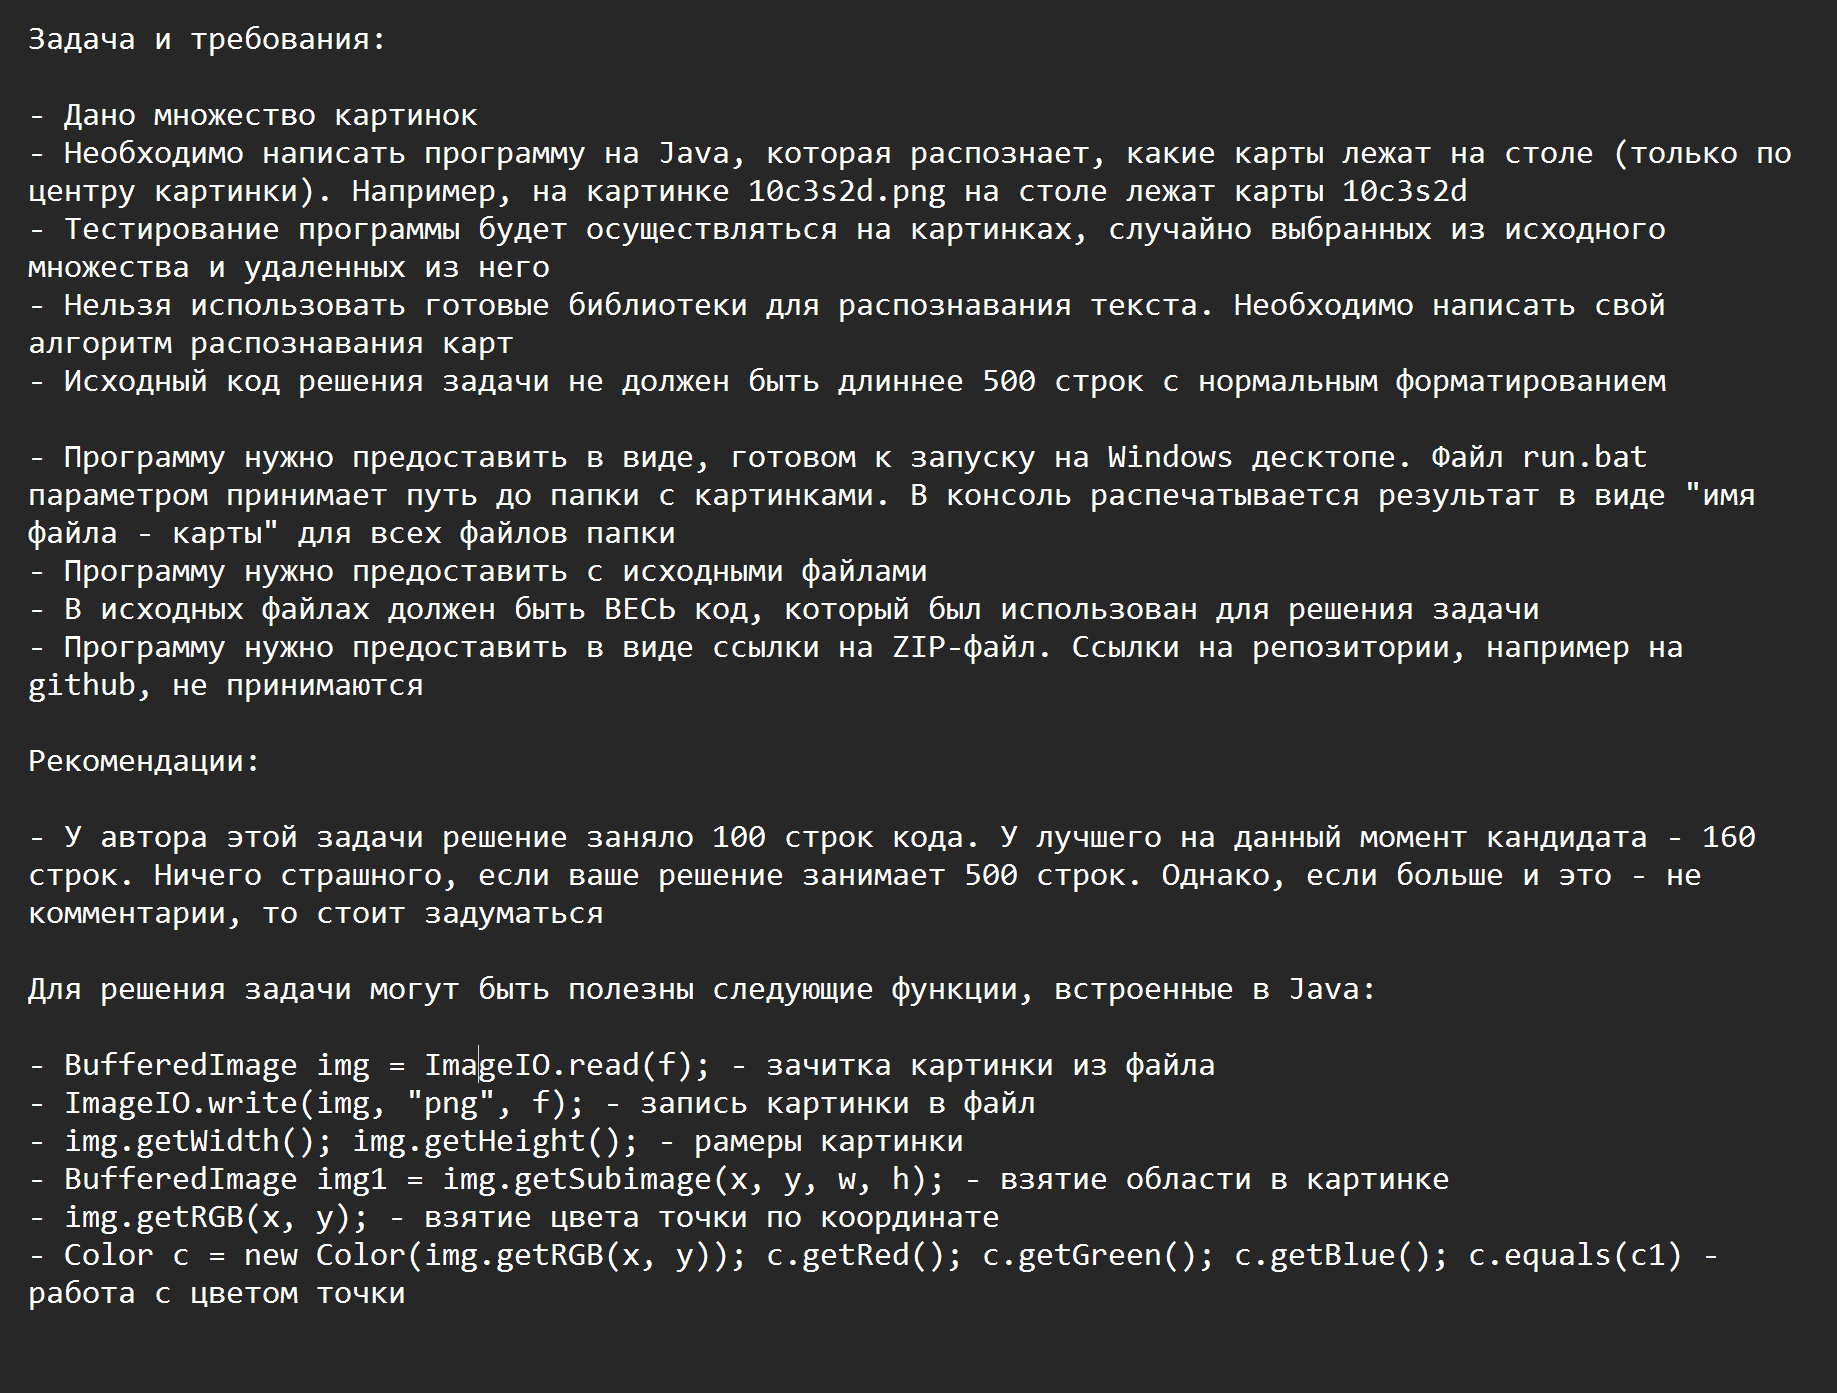 Задача и требования:
- Дано множество картинок
- Необходимо написать программу на Java, которая распознает, какие карты лежат на столе (только по
центру картинки). Например, на картинке 10c3s2d.png на столе лежат карты 10c3s2d
- Тестирование программы будет осуществляться на картинках, случайно выбранных из исходного
множества и удаленных из него
- Нельзя использовать готовые библиотеки для распознавания текста. Необходимо написать свой
алгоритм распознавания карт
- Исходный код решения задачи не должен быть длиннее 500 строк с нормальным форматированием
- Программу нужно предоставить в виде, готовом к запуску на Windows десктопе. Файл run.bat
параметром принимает путь до папки с картинками. В консоль распечатывается результат в виде "имя
файла - карты" для всех файлов папки
- Программу нужно предоставить с исходными файлами
- В исходных файлах должен быть ВЕСЬ код, который был использован для решения задачи
- Программу нужно предоставить в виде ссылки на ZIP-файл. Ссылки на репозитории, например на
github, не принимаются
Рекомендации:
- У автора этой задачи решение заняло 100 строк кода. У лучшего на данный момент кандидата - 160
строк. Ничего страшного, если ваше решение занимает 500 строк. Однако, если больше и это - не
комментарии, то стоит задуматься
Для решения задачи могут быть полезны следующие функции, встроенные в Java:
- BufferedImage img = ImageIO.read(f); - зачитка картинки из файла
- ImageIO.write(img, "png", f); - запись картинки в файл
- img.getWidth(); img.getHeight(); - рамеры картинки
- BufferedImage img1 = img.getSubimage(x, y, w, h); - взятие области в картинке
- img.getRGB(x, y); - взятие цвета точки по координате
- Color c = new Color(img.getRGB(x, y)); c.getRed(); c.getGreen(); c.getBlue(); c.equals(c1) -
работа с цветом точки